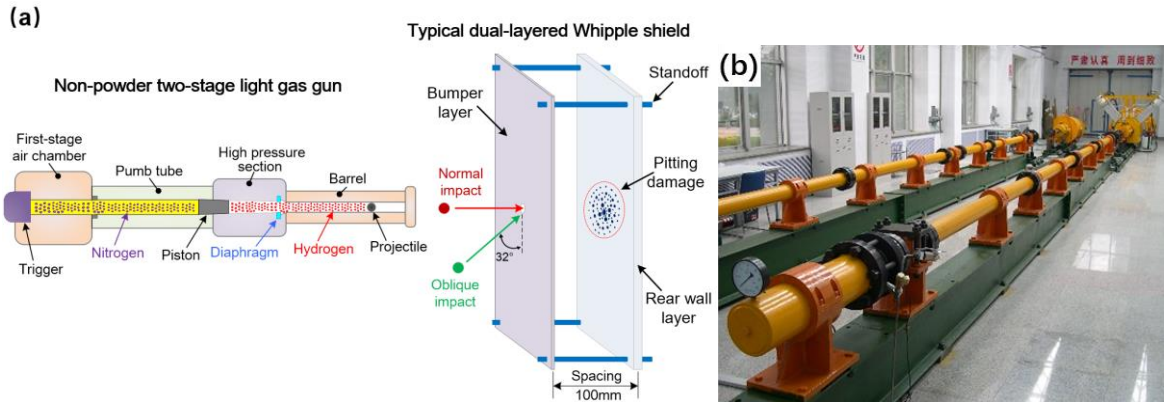 (a)
Typical dual-layered Whipple shield
Non-powder two-stage light gas gun
First-stage
air chamber
Pumb tube
High pressure
section
Barrel
Trigger
Nitrogen
Piston
Diaphragm
Hydrogen
Projectile
Bumper
layer
Standoff
Normal
impact
Pitting
damage
32°
Oblique
impact
Rear wall
layer
Spacing
100mm
(b)
严肃认真 周到细致